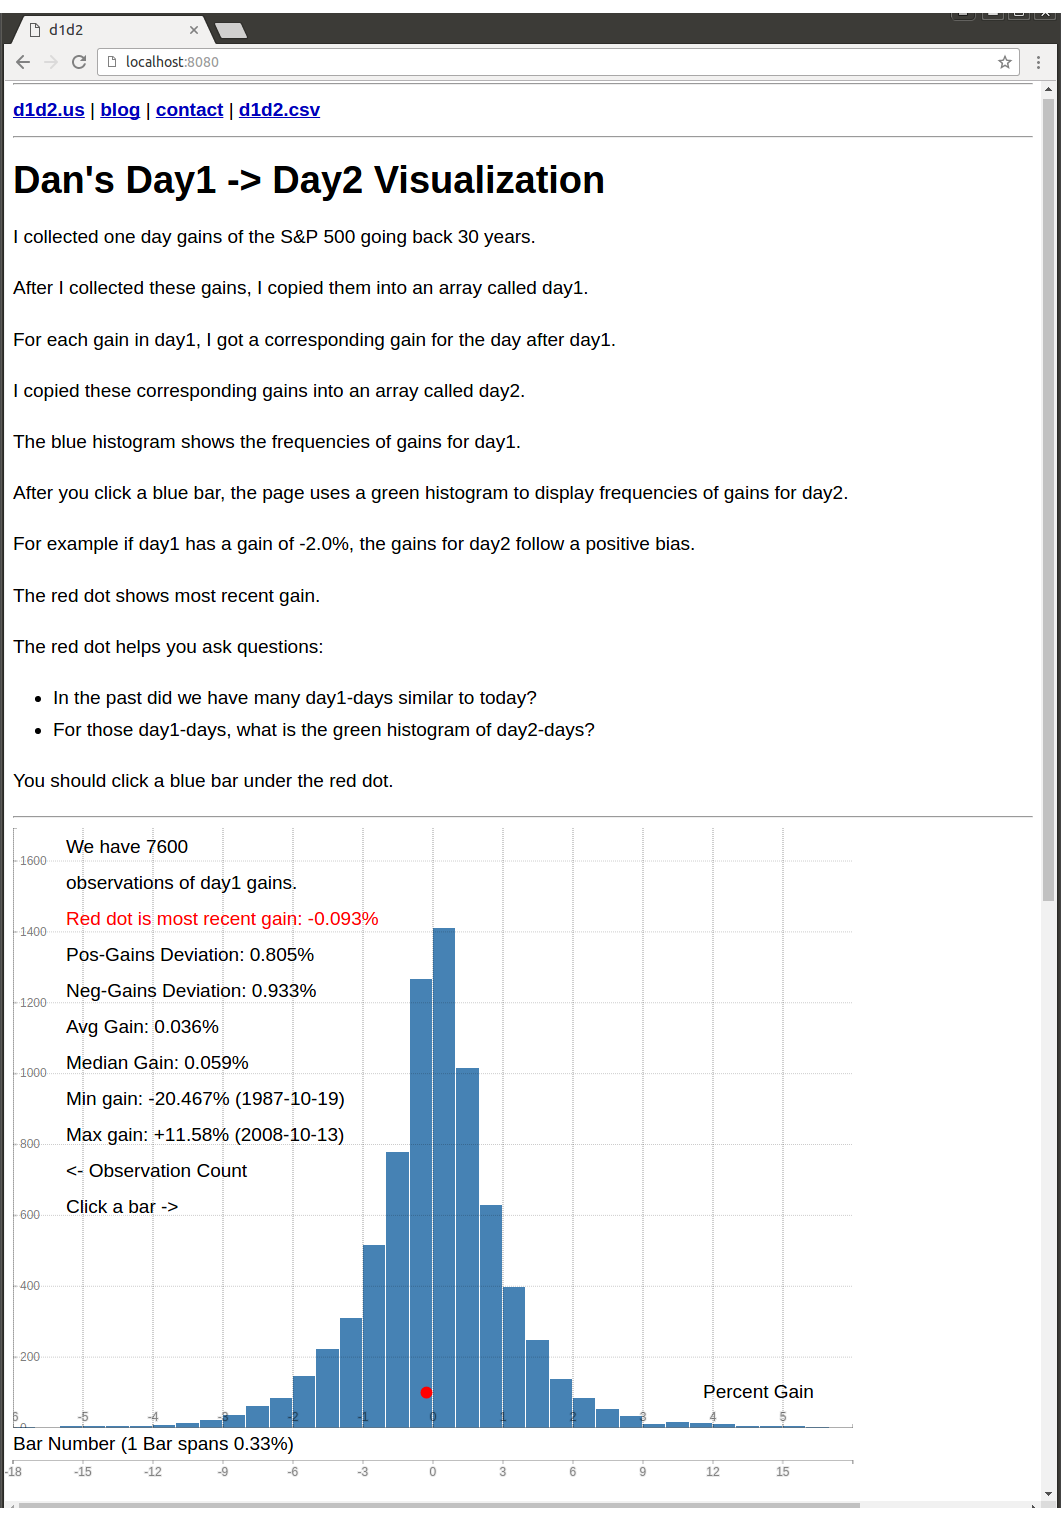 d1d2
localhost:8080
d1d2.us | blog | contact | d1d2.csv
Dan's Day1 -> Day2 Visualization
I collected one day gains of the S&P 500 going back 30 years.
After I collected these gains, I copied them into an array called day1.
For each gain in day1, I got a corresponding gain for the day after day1.
I copied these corresponding gains into an array called day2.
The blue histogram shows the frequencies of gains for day1.
After you click a blue bar, the page uses a green histogram to display frequencies of gains for day2.
For example if day1 has a gain of -2.0%, the gains for day2 follow a positive bias.
The red dot shows most recent gain.
The red dot helps you ask questions:
• In the past did we have many day1-days similar to today?
• For those day1-days, what is the green histogram of day2-days?
You should click a blue bar under the red dot.
We have 7600
1600
observations of day1 gains.
Red dot is most recent gain: -0.093%
1400
Pos-Gains Deviation: 0.805%
Neg-Gains Deviation: 0.933%
1200
Avg Gain: 0.036%
Median Gain: 0.059%
1000
Min gain: -20.467% (1987-10-19)
Max gain: +11.58% (2008-10-13)
800
<- Observation Count
Click a bar ->
600
400
200
Percent Gain
6 -5 -4 -3 -2 -1 0 1 2 3 4 5
0
Bar Number (1 Bar spans 0.33%)
-18 -15 -12 -9 -6 -3 0 3 6 9 12 15